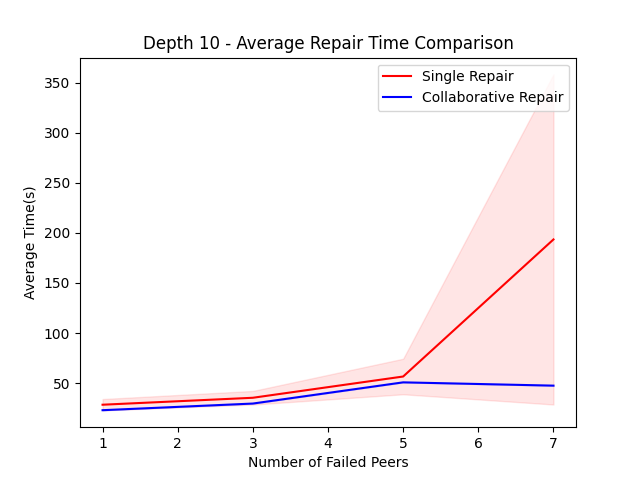 Depth 10 - Average Repair Time Comparison
Single Repair
Collaborative Repair
Average Time(s)
350
300
250
200
150
100
50
1 2 3 4 5 6 7
Number of Failed Peers